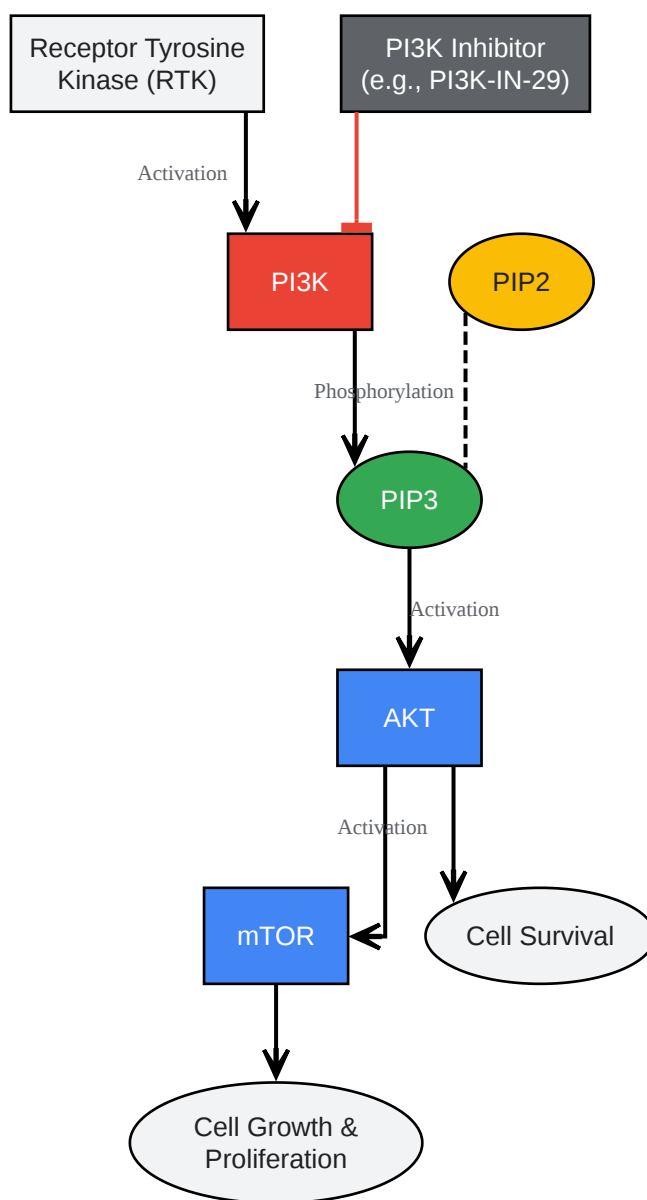 Receptor Tyrosine
Kinase (RTK)
PI3K Inhibitor
(e.g., PI3K-IN-29)
Activation
PI3K
PIP2
Phosphorylation
PIP3
Activation
AKT
Activation
mTOR
Cell Survival
Cell Growth &
Proliferation